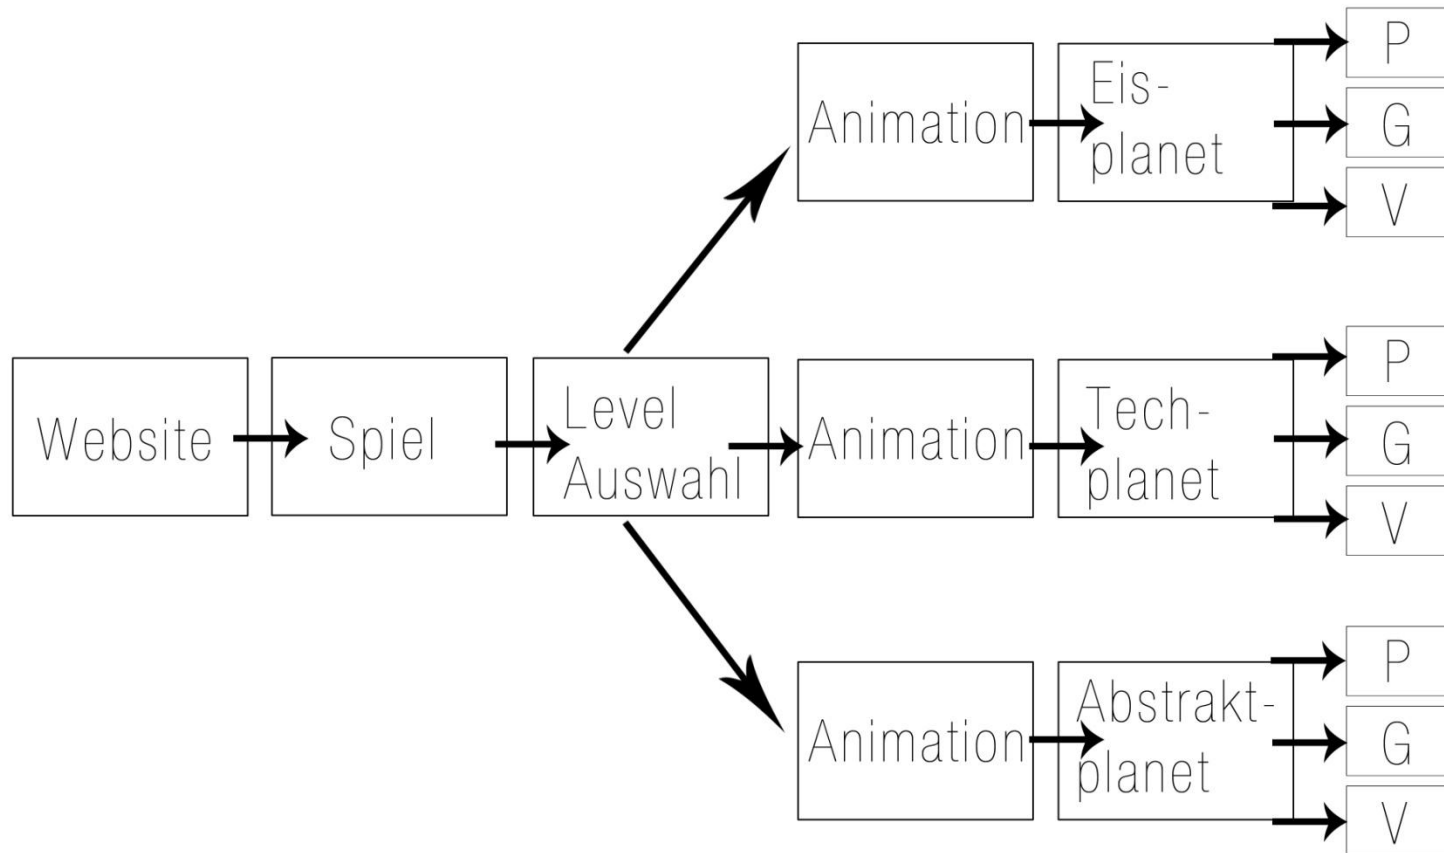 Website
Spiel
Level
Auswahl
Animation
Eis-
planet
P
G
V
Animation
Tech-
planet
P
G
V
Animation
Abstrakt-
planet
P
G
V